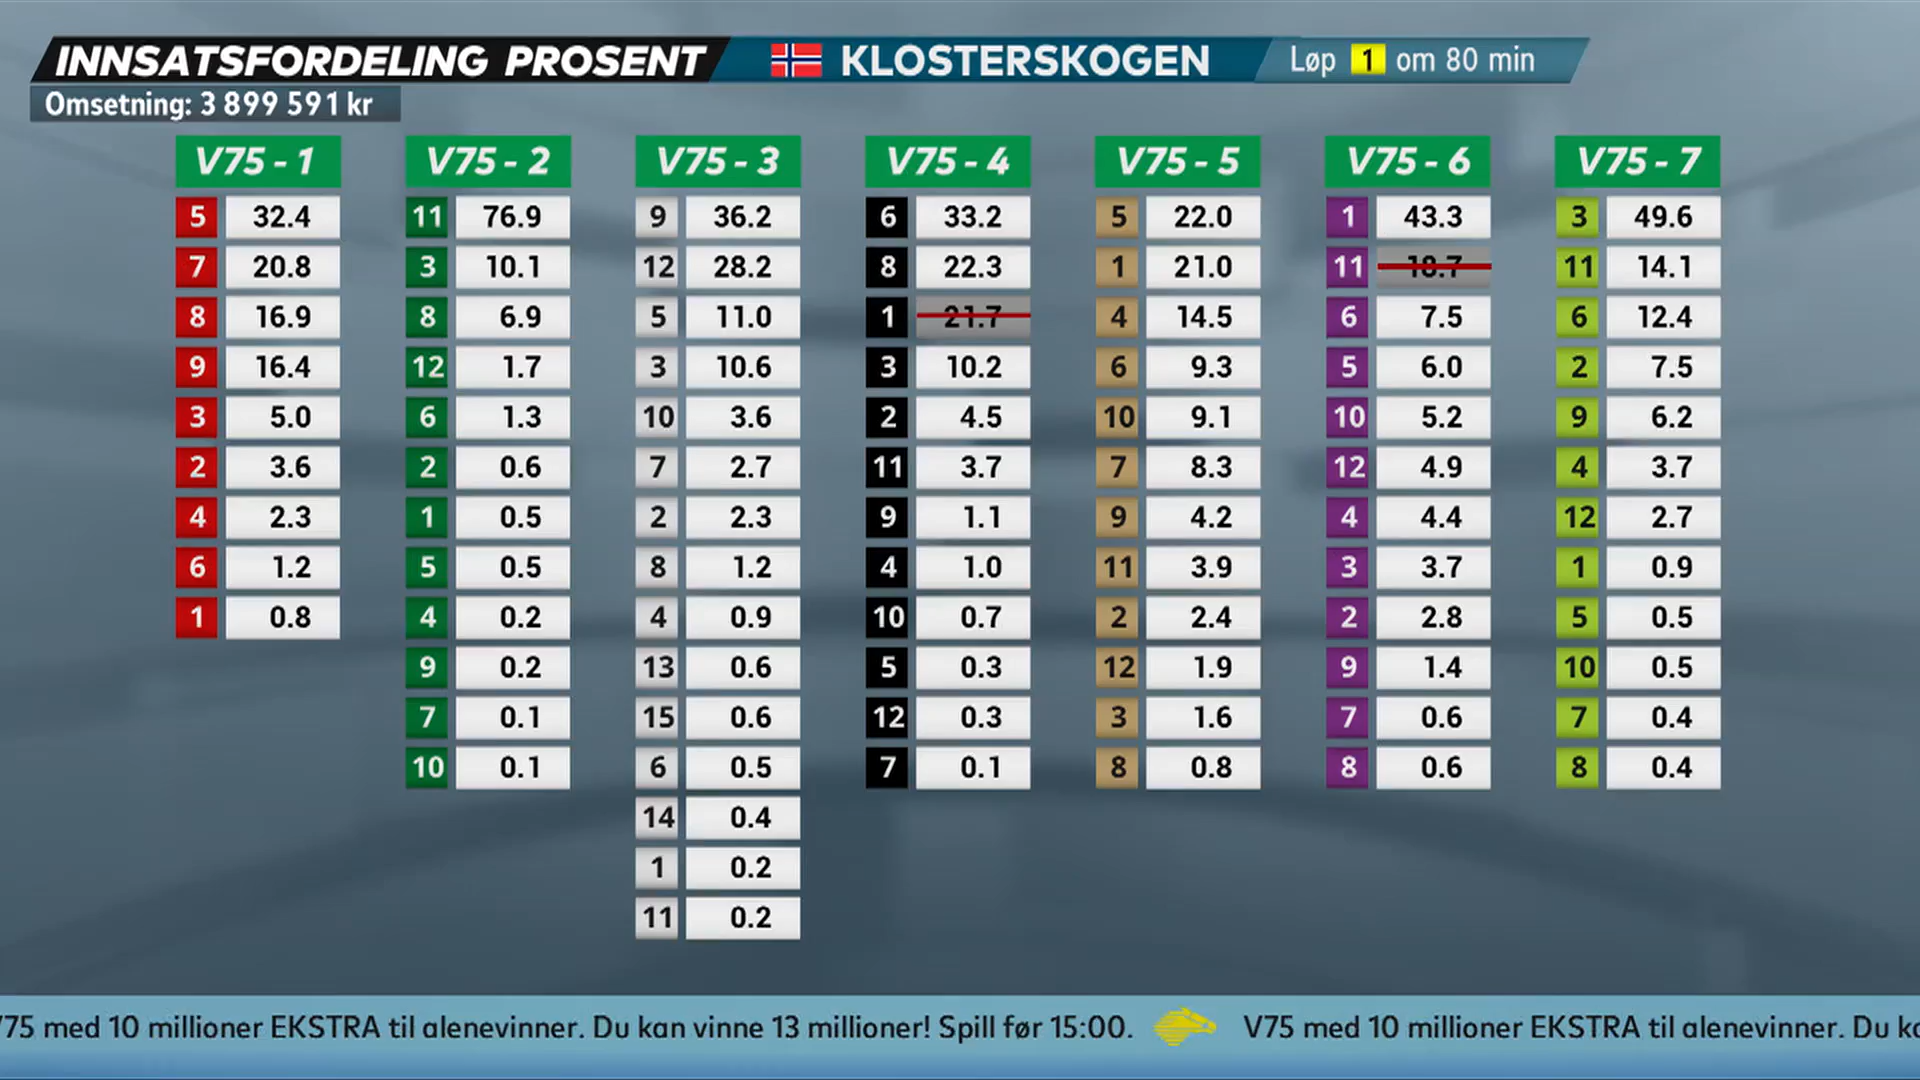 INNSATSFORDELING PROSENT KLOSTERSKOGEN Løp 1 om 80 min
Omsetning: 3 899 591 kr
V75 - 1 V75 - 2 V75 - 3 V75 - 4 V75 - 5 V75 - 6 V75 - 7
5 32.4 11 76.9 9 36.2 6 33.2 5 22.0 1 43.3 3 49.6
7 20.8 3 10.1 12 28.2 8 22.3 1 21.0 11 18.7 11 14.1
8 16.9 8 6.9 5 11.0 1 21.7 4 14.5 6 7.5 6 12.4
9 16.4 12 1.7 3 10.6 3 10.2 6 9.3 5 6.0 2 7.5
3 5.0 6 1.3 10 3.6 2 4.5 10 9.1 10 5.2 9 6.2
2 3.6 2 0.6 7 2.7 11 3.7 7 8.3 12 4.9 4 3.7
4 2.3 1 0.5 2 2.3 9 1.1 9 4.2 4 4.4 12 2.7
6 1.2 5 0.5 8 1.2 4 1.0 11 3.9 3 3.7 1 0.9
1 0.8 4 0.2 4 0.9 10 0.7 2 2.4 2 2.8 5 0.5
9 0.2 13 0.6 5 0.3 12 1.9 9 1.4 10 0.5
7 0.1 15 0.6 12 0.3 3 1.6 7 0.6 7 0.4
10 0.1 6 0.5 7 0.1 8 0.8 8 0.6 8 0.4
14 0.4
1 0.2
11 0.2
V75 med 10 millioner EKSTRA til alenevinner. Du kan vinne 13 millioner! Spill før 15:00. V75 med 10 millioner EKSTRA til alenevinner. Du